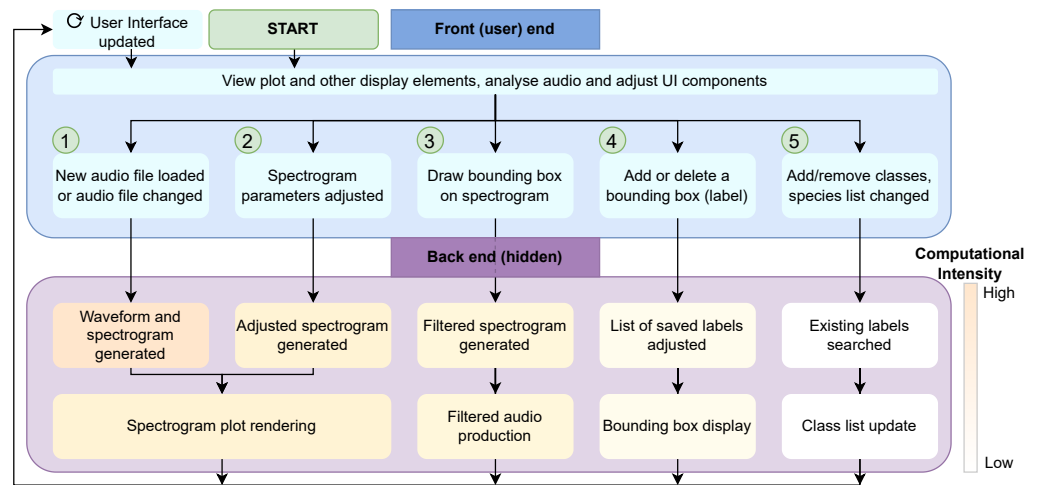 User Interface
updated
START
Front (user) end
View plot and other display elements, analyse audio and adjust UI components
1
New audio file loaded
or audio file changed
2
Spectrogram
parameters adjusted
3
Draw bounding box
on spectrogram
4
Add or delete a
bounding box (label)
5
Add/remove classes,
species list changed
Back end (hidden)
Computational
Intensity
High
Low
Waveform and
spectrogram
generated
Adjusted spectrogram
generated
Filtered spectrogram
generated
List of saved labels
adjusted
Existing labels
searched
Spectrogram plot rendering
Filtered audio
production
Bounding box display
Class list update